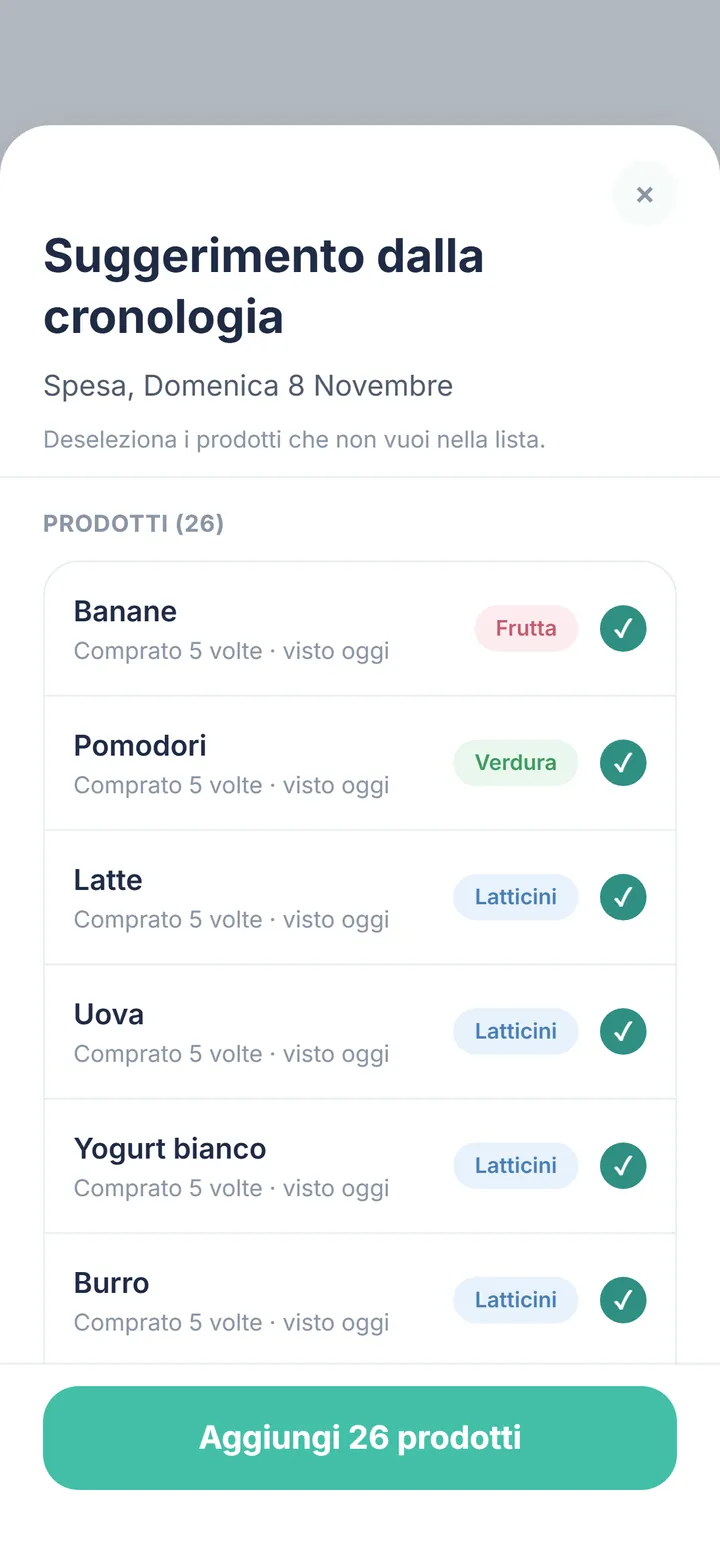 Suggerimento dalla
cronologia
Spesa, Domenica 8 Novembre
Deseleziona i prodotti che non vuoi nella lista.
PRODOTTI (26)
Banane
Comprato 5 volte · visto oggi
Frutta
Pomodori
Comprato 5 volte · visto oggi
Verdura
Latte
Comprato 5 volte · visto oggi
Latticini
Uova
Comprato 5 volte · visto oggi
Latticini
Yogurt bianco
Comprato 5 volte · visto oggi
Latticini
Burro
Comprato 5 volte · visto oggi
Latticini
Aggiungi 26 prodotti